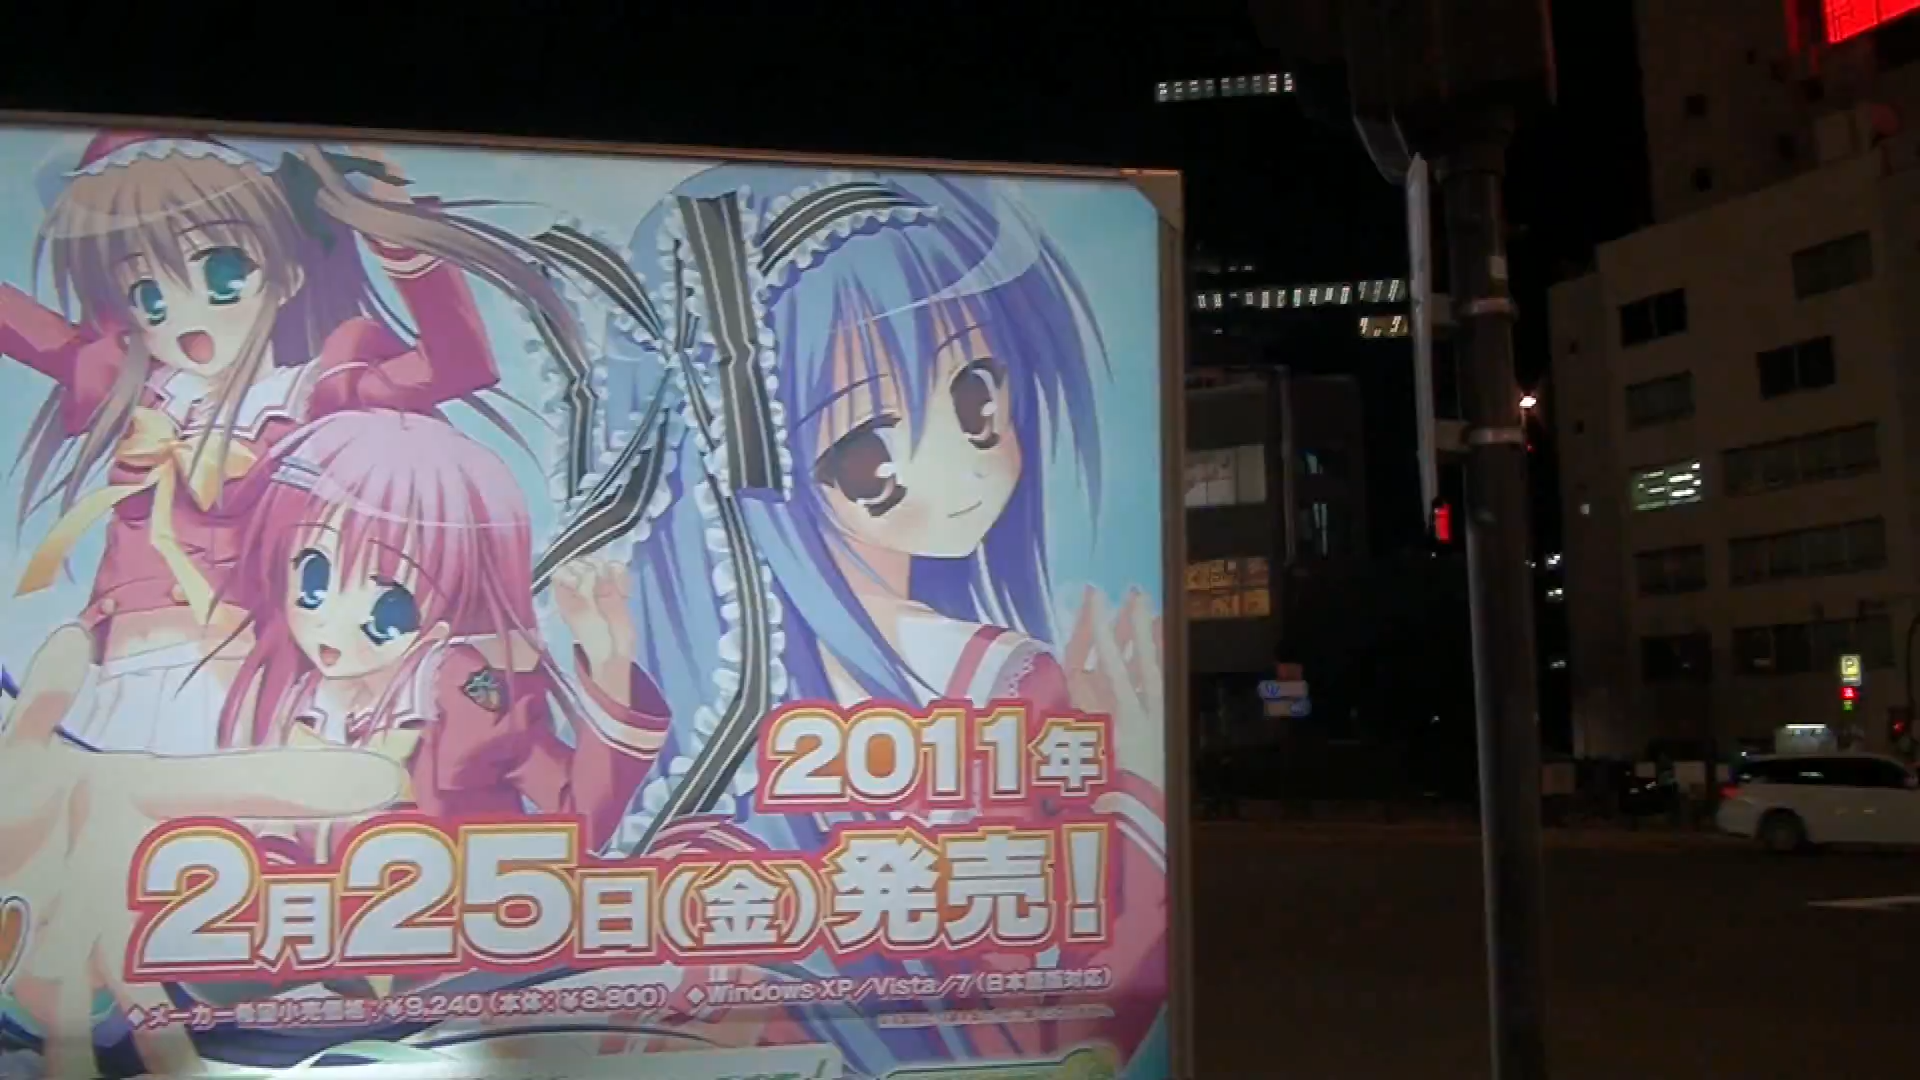 2011年
2月25日(金)発売!
◆メーカー希望小売価格:¥9,240(本体:¥8,800) ◆Windows XP/Vista/7(日本語版対応)
P